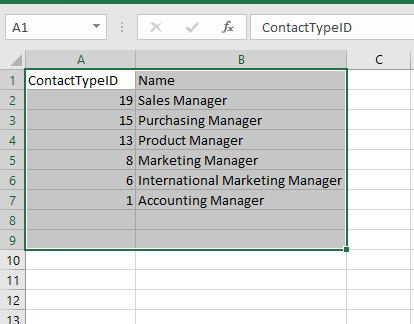 A1 fx ContactTypeID
A B C
1 ContactTypeID Name
2 19 Sales Manager
3 15 Purchasing Manager
4 13 Product Manager
5 8 Marketing Manager
6 6 International Marketing Manager
7 1 Accounting Manager
8
9
10
11
12
13